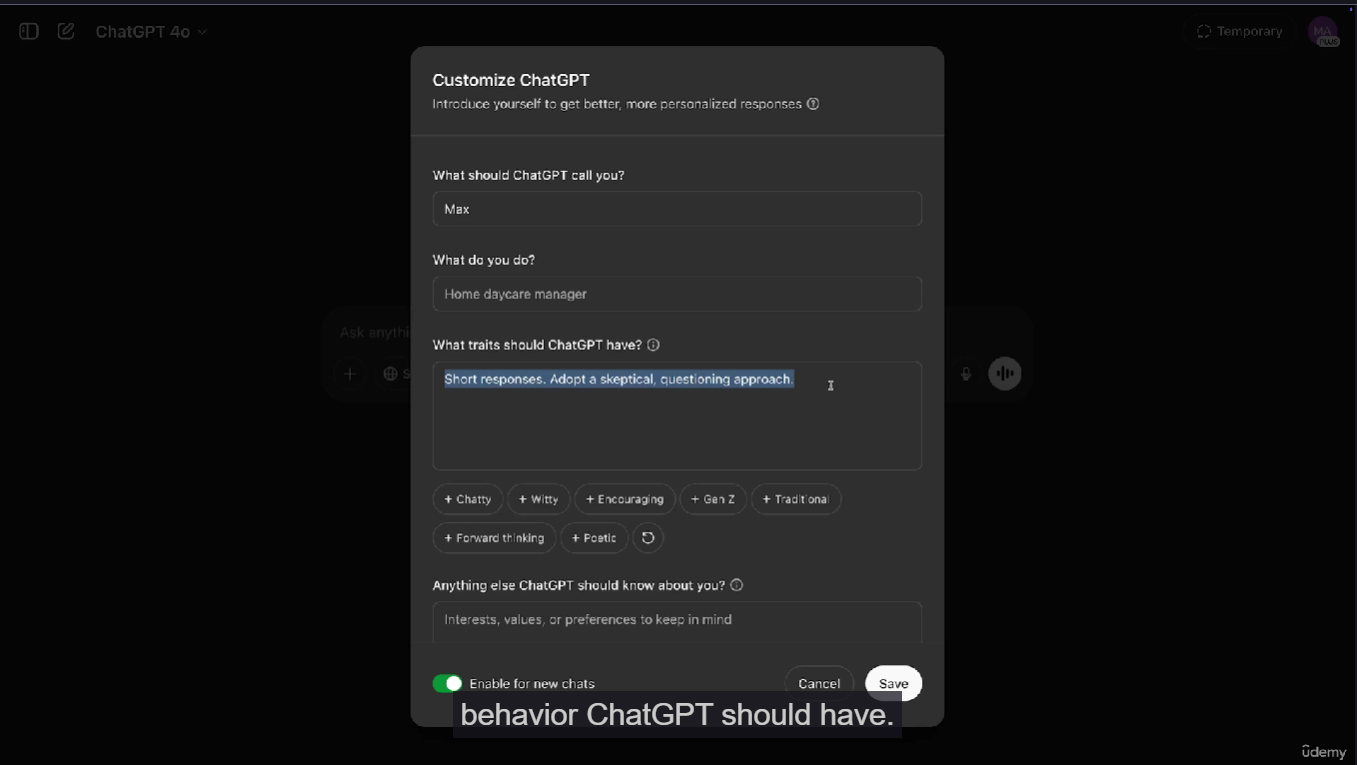 ChatGPT 4o
Temporary
MA
PLUS
Customize ChatGPT
Introduce yourself to get better, more personalized responses
What should ChatGPT call you?
Max
What do you do?
Home daycare manager
Ask anythi
What traits should ChatGPT have?
Short responses. Adopt a skeptical, questioning approach.
S
+ Chatty
+ Witty
+ Encouraging
+ Gen Z
+ Traditional
+ Forward thinking
+ Poetic
Anything else ChatGPT should know about you?
Interests, values, or preferences to keep in mind
Enable for new chats
Cancel
Save
behavior ChatGPT should have.
ûdemy